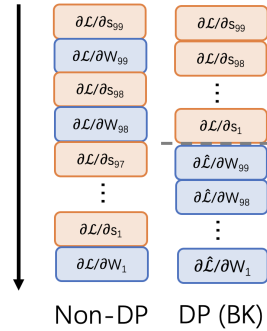 ∂ℒ/∂s₉₉
∂ℒ/∂W₉₉
∂ℒ/∂s₉₈
∂ℒ/∂W₉₈
∂ℒ/∂s₉₇
⋮
∂ℒ/∂s₁
∂ℒ/∂W₁
Non-DP
∂ℒ/∂s₉₉
∂ℒ/∂s₉₈
⋮
∂ℒ/∂s₁
∂ℒ̂/∂W₉₉
∂ℒ̂/∂W₉₈
⋮
∂ℒ̂/∂W₁
DP (BK)